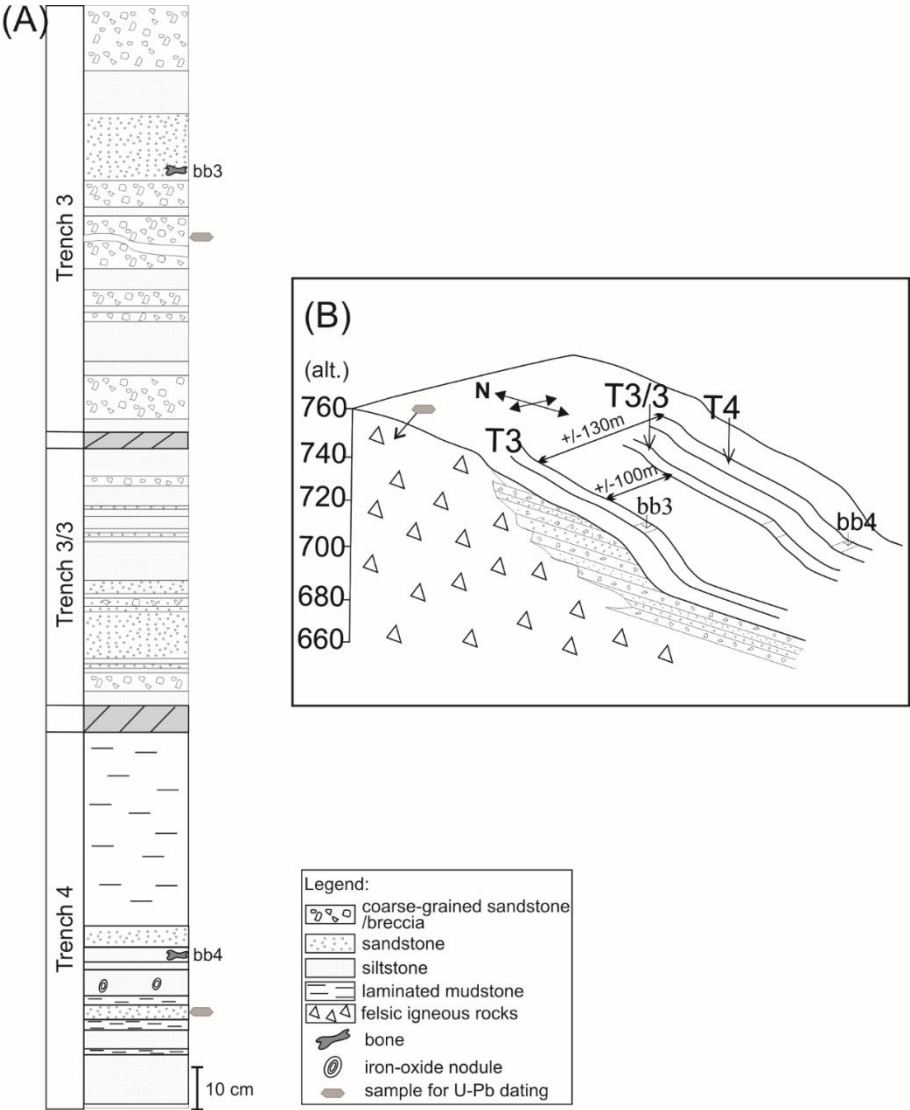 (A)
Trench 3
bb3
Trench 3/3
Trench 4
bb4
10 cm
(B)
(alt.)
760
740
720
700
680
660
N
T3
T3/3
T4
+/-130m
+/-100m
bb3
bb4
Legend:
coarse-grained sandstone
/breccia
sandstone
siltstone
laminated mudstone
felsic igneous rocks
bone
iron-oxide nodule
sample for U-Pb dating